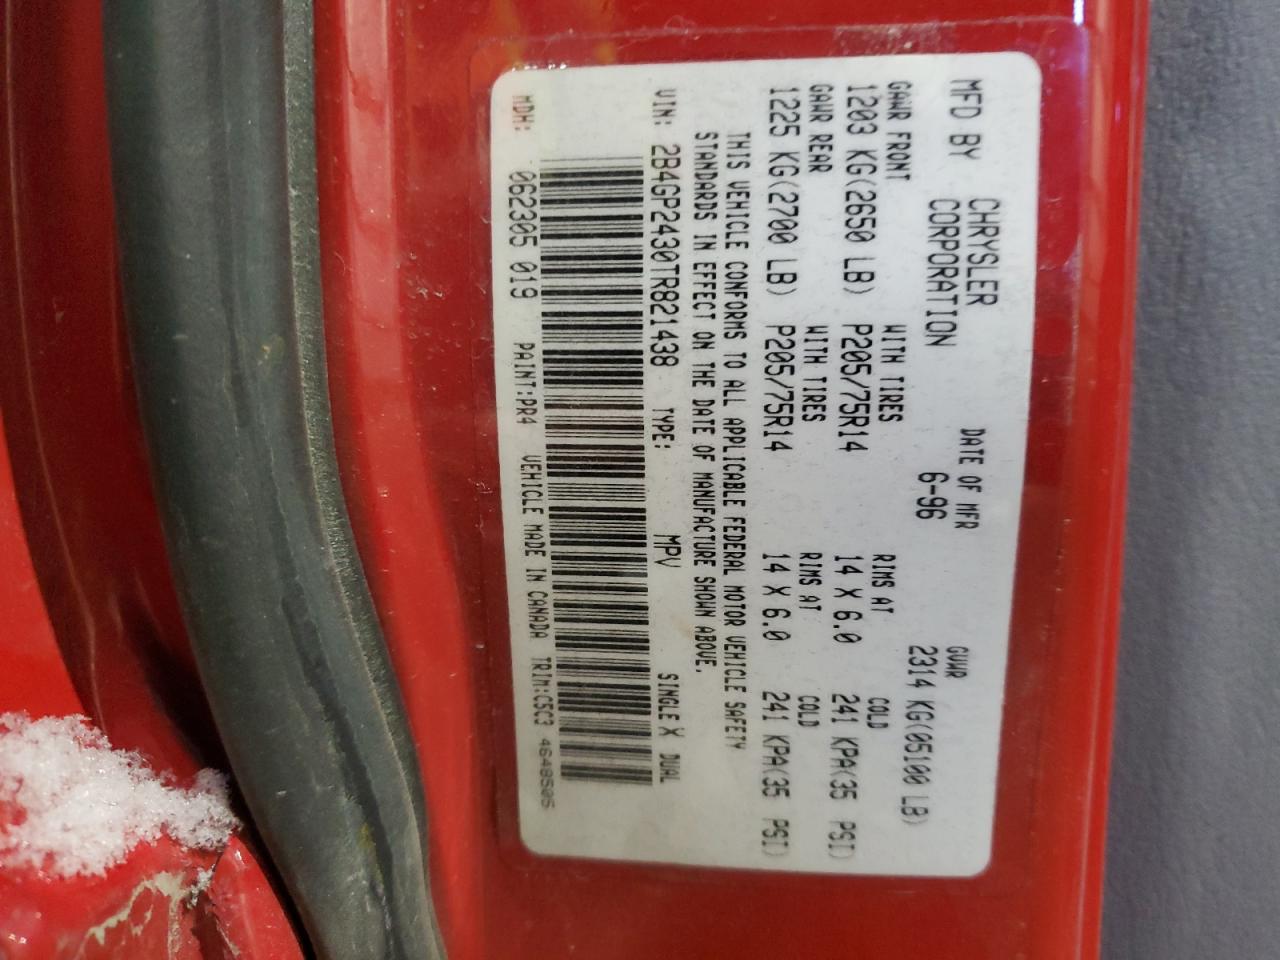 MFD BY CHRYSLER CORPORATION DATE OF MFR 6-96 GVWR 2314 KG(05100 LB)
GAWR FRONT WITH TIRES RIMS AT COLD
1203 KG(2650 LB) P205/75R14 14 X 6.0 241 KPA(35 PSI)
GAWR REAR WITH TIRES RIMS AT COLD
1225 KG(2700 LB) P205/75R14 14 X 6.0 241 KPA(35 PSI)
THIS VEHICLE CONFORMS TO ALL APPLICABLE FEDERAL MOTOR VEHICLE SAFETY
STANDARDS IN EFFECT ON THE DATE OF MANUFACTURE SHOWN ABOVE.
VIN: 2B4GP2430TR821438 TYPE: MPV SINGLE X DUAL
MDH: 062305 019 PAINT:PR4 VEHICLE MADE IN CANADA TRIM:C5C3 4648505